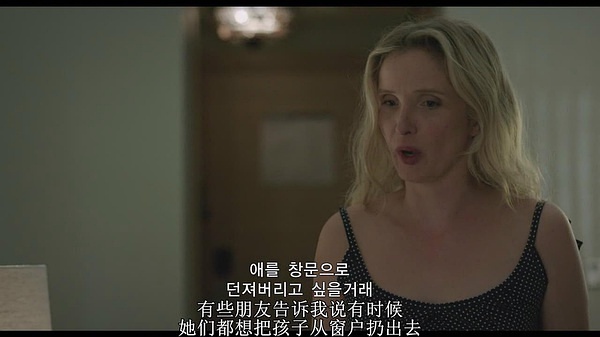 애를 창문으로
던져버리고 싶을거래
有些朋友告诉我说有时候
她们都想把孩子从窗户扔出去